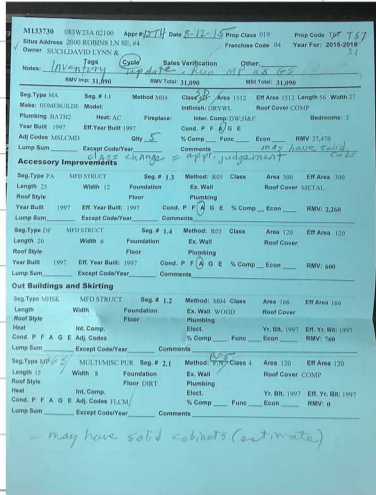 M133730 083W23A 02100 Appr # DT4 Date 8-12-15 Prop Class 019 Prop Code T57
Situs Address 2000 ROBINS LN SE, #4 Franchise Code 04 Year For: 2015-2016
Owner SUCH,DAVID LYNN & 3.1
Tags Cycle Sales Verification Other:
Notes: Inventory update. Run MP as GS
RMV Impr: 31,090 RMV Total: 31,090 M50 Total: 31,090
Seg.Type MA Seg. # 1.1 Method M04 Class 5D Area 1512 Eff Area 1512 Length 56 Width 27
Make: HOMEBUILDE Model: Intfinish: DRYWL Roof Cover COMP
Plumbing BATH2 Heat: AC Fireplace: Inter. Comp: DW;H&F Bedrooms: 3
Year Built 1997 Eff.Year Built 1997 Cond. P F A G E
Adj Codes MSLCMD Qty 5 % Comp Func Econ RMV 27,470
Lump Sum Except Code/Year Comments may have solid cabs
class change = appr. judgement
Accessory Improvements
Seg.Type PA MFD STRUCT Seg. # 1.3 Method: R05 Class Area 300 Eff Area 300
Length 25 Width 12 Foundation Ex. Wall Roof Cover METAL
Roof Style Floor Plumbing
Year Built 1997 Eff. Year Built: 1997 Cond. P F A G E % Comp Econ RMV: 2,260
Lump Sum Except Code/Year Comments
Seg.Type DF MFD STRUCT Seg. # 1.4 Method: R05 Class Area 120 Eff Area 120
Length 20 Width 6 Foundation Ex. Wall Roof Cover
Roof Style Floor Plumbing
Year Built 1997 Eff. Year Built: 1997 Cond. P F A G E % Comp Econ RMV: 600
Lump Sum Except Code/Year Comments
Out Buildings and Skirting
Seg.Type MHSK MFD STRUCT Seg. # 1.2 Method: M04 Class Area 166 Eff Area 166
Length Width Foundation Ex. Wall WOOD Roof Cover
Roof Style Floor Plumbing
Heat Int. Comp. Elect. Yr. Blt. 1997 Eff. Yr. Blt: 1997
Cond. P F A G E Adj. Codes % Comp Func Econ RMV: 760
Lump Sum Except Code/Year Comments
Seg.Type MP GS MULTI/MISC PUR Seg. # 2.1 Method: R05 Class 4 Area 120 Eff Area 120
Length 15 Width 8 Foundation Ex. Wall Roof Cover COMP
Roof Style Floor DIRT Plumbing
Heat Int. Comp. Elect. Yr. Blt. 1997 Eff. Yr. Blt: 1997
Cond. P F A G E Adj. Codes FLCM/ % Comp Func Econ RMV: 0
Lump Sum Except Code/Year Comments
- may have solid cabinets (estimate)